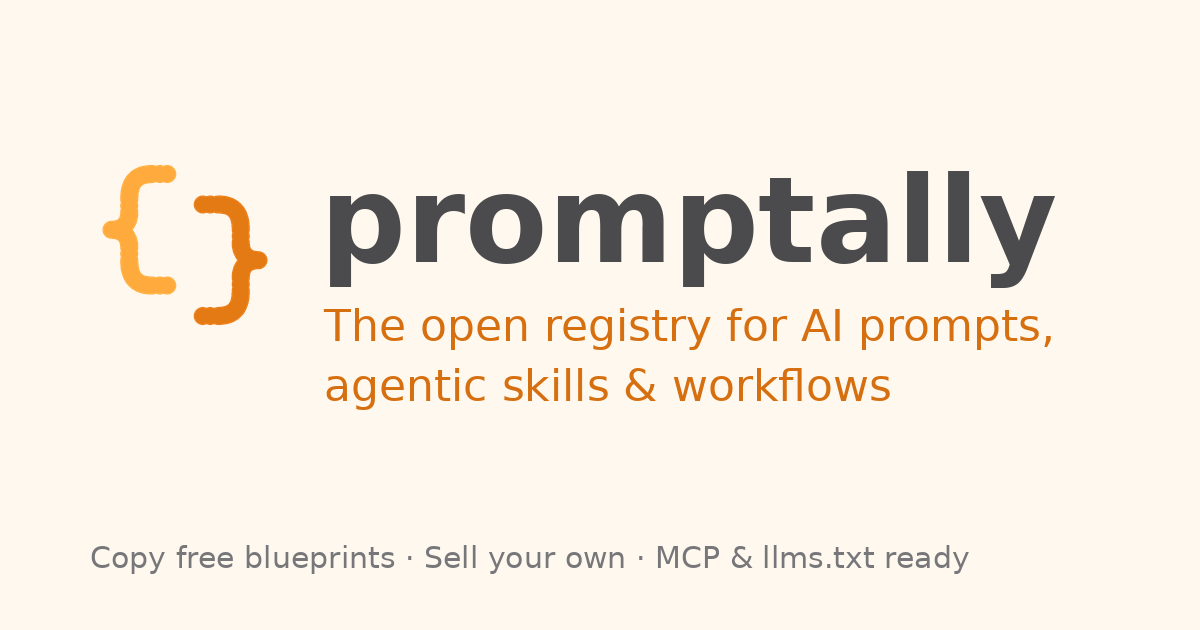 promptally
The open registry for AI prompts,
agentic skills & workflows
Copy free blueprints · Sell your own · MCP & llms.txt ready